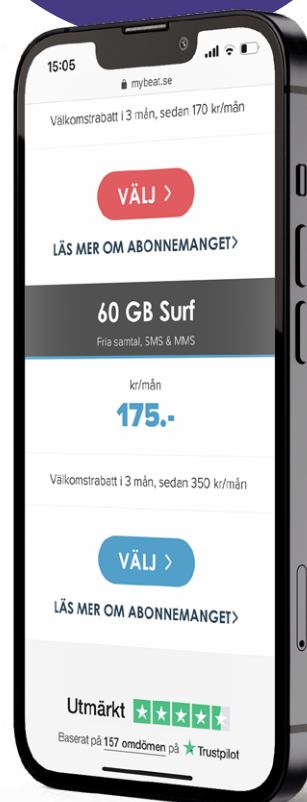 15:05
mybeat.se
Välkomstrabatt i 3 mån, sedan 170 kr/mån
VÄLJ >
LÄS MER OM ABONNEMANGET>
60 GB Surf
Fria samtal, SMS & MMS
kr/mån
175.-
Välkomstrabatt i 3 mån, sedan 350 kr/mån
VÄLJ >
LÄS MER OM ABONNEMANGET>
Utmärkt
Baserat på 157 omdömen på Trustpilot